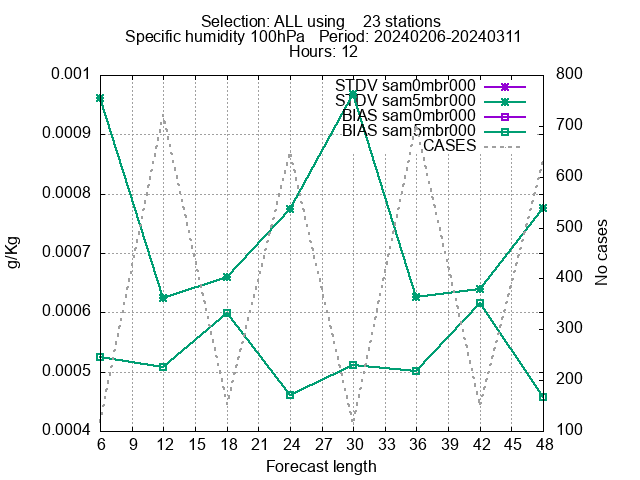 Selection: ALL using    23 stations
Specific humidity 100hPa   Period: 20240206-20240311
Hours: 12
STDV sam0mbr000
STDV sam5mbr000
BIAS sam0mbr000
BIAS sam5mbr000
CASES
g/Kg
0.001
0.0009
0.0008
0.0007
0.0006
0.0005
0.0004
800
700
600
500
400
300
200
100
No cases
6 9 12 15 18 21 24 27 30 33 36 39 42 45 48
Forecast length